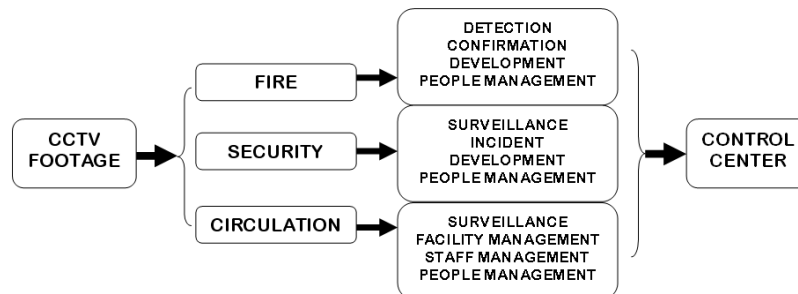 CCTV
FOOTAGE
FIRE
SECURITY
CIRCULATION
DETECTION
CONFIRMATION
DEVELOPMENT
PEOPLE MANAGEMENT
SURVEILLANCE
INCIDENT
DEVELOPMENT
PEOPLE MANAGEMENT
SURVEILLANCE
FACILITY MANAGEMENT
STAFF MANAGEMENT
PEOPLE MANAGEMENT
CONTROL
CENTER